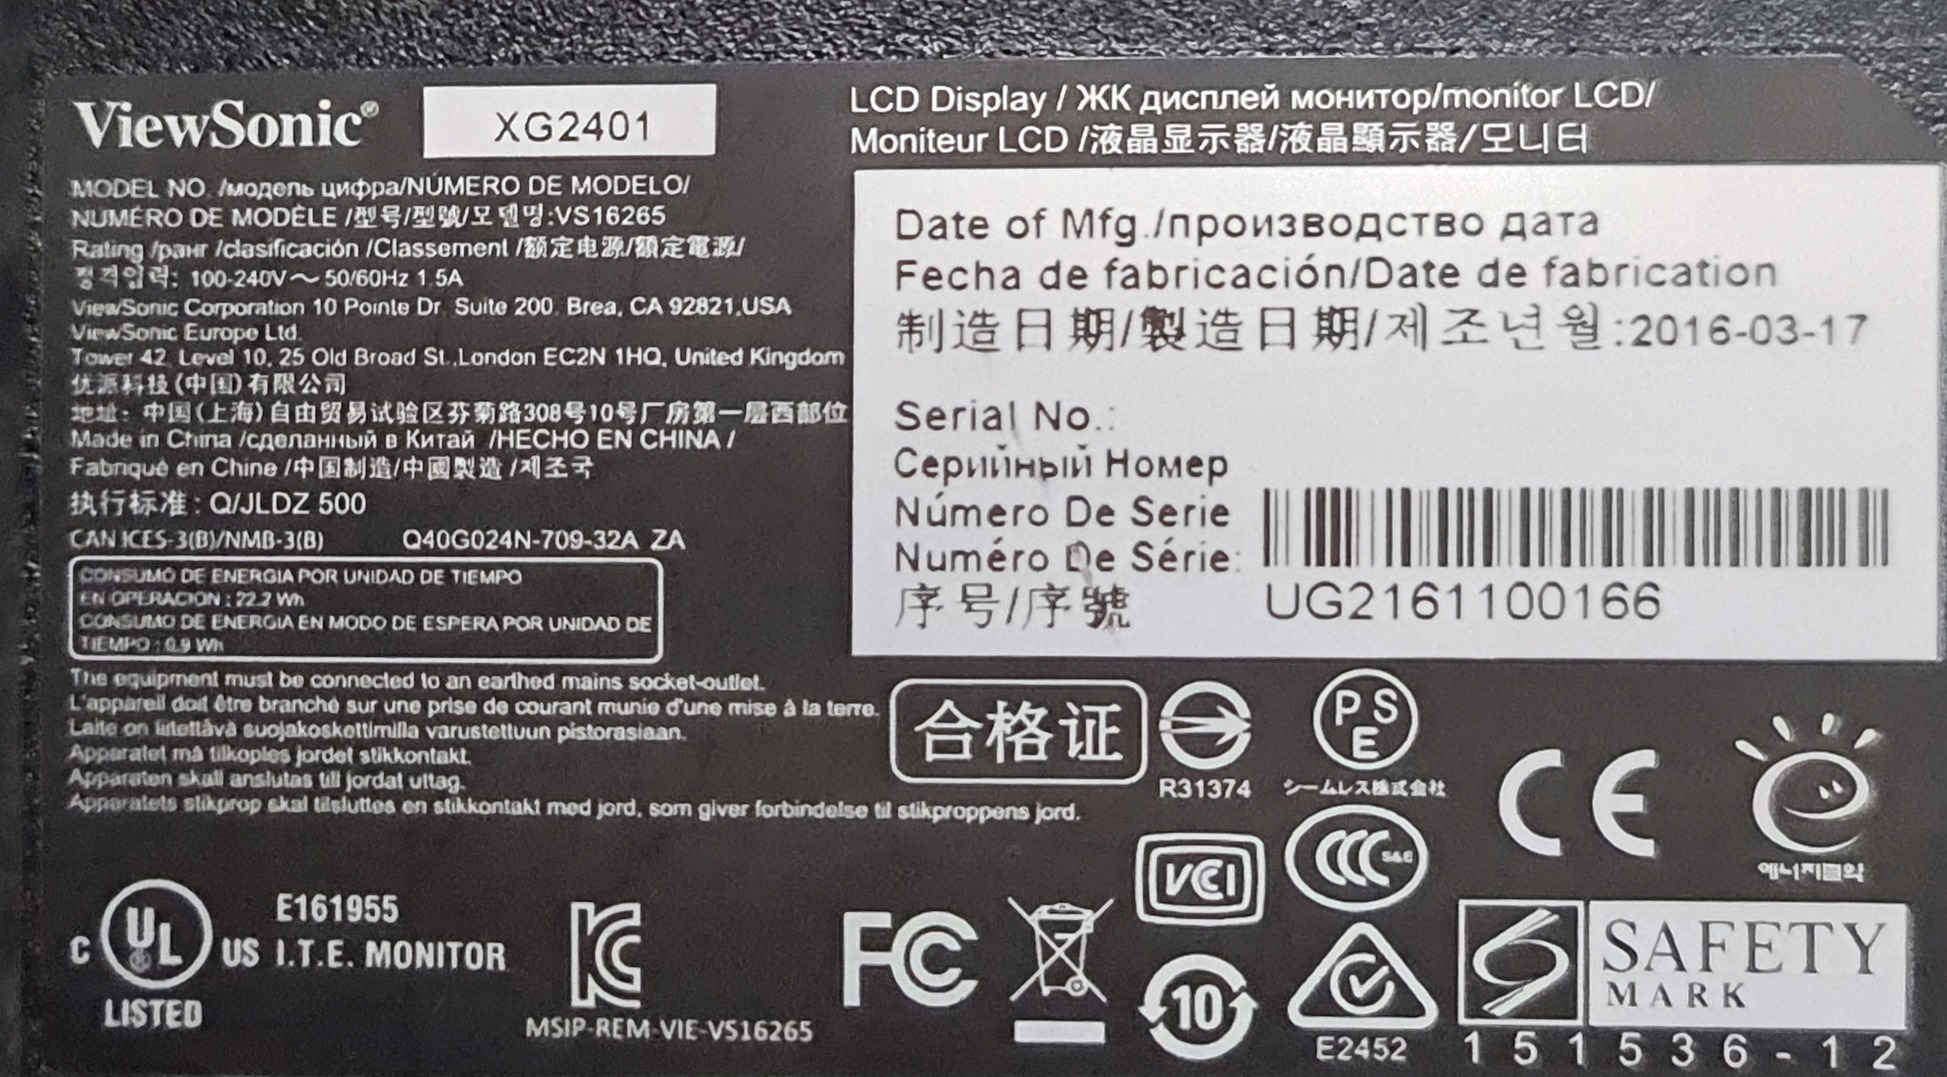 ViewSonic®
XG2401
MODEL NO. /модель цифра/NÚMERO DE MODELO/
NUMÉRO DE MODÈLE /型号/型號/모델명:VS16265
Rating /ранг /clasificación /Classement /额定电源/額定電源/
정격입력: 100-240V～ 50/60Hz 1.5A
ViewSonic Corporation 10 Pointe Dr. Suite 200. Brea, CA 92821,USA
ViewSonic Europe Ltd.
Tower 42, Level 10, 25 Old Broad St.,London EC2N 1HQ, United Kingdom
优派科技(中国)有限公司
地址: 中国(上海)自由贸易试验区芬菊路308号10号厂房第一层西部位
Made in China /сделанный в Китай /HECHO EN CHINA /
Fabriqué en Chine /中国制造/中國製造 /제조국
执行标准: Q/JLDZ 500
CAN ICES-3(B)/NMB-3(B) Q40G024N-709-32A ZA
CONSUMO DE ENERGIA POR UNIDAD DE TIEMPO
EN OPERACION : 22.2 Wh
CONSUMO DE ENERGIA EN MODO DE ESPERA POR UNIDAD DE
TIEMPO : 0.9 Wh
The equipment must be connected to an earthed mains socket-outlet.
L'appareil doit être branché sur une prise de courant munie d'une mise à la terre.
Laite on liitettävä suojakoskettimilla varustettuun pistorasiaan.
Apparatet må tilkoples jordet stikkontakt.
Apparaten skall anslutas till jordat uttag.
Apparatets stikprop skal tilsluttes en stikkontakt med jord, som giver forbindelse til stikproppens jord.
LCD Display / ЖК дисплей монитор/monitor LCD/
Moniteur LCD /液晶显示器/液晶顯示器/모니터
Date of Mfg./производство дата
Fecha de fabricación/Date de fabrication
制造日期/製造日期/제조년월:2016-03-17
Serial No.:
Серийный Номер
Número De Serie
Numéro De Série:
序号/序號
UG2161100166
合格证
R31374
PSE
シームレス株式会社
CE
에너지절약
VCI
CCC S&E
C UL US
LISTED
E161955
I.T.E. MONITOR
KC
MSIP-REM-VIE-VS16265
FC
10
E2452
SAFETY
MARK
151536-12